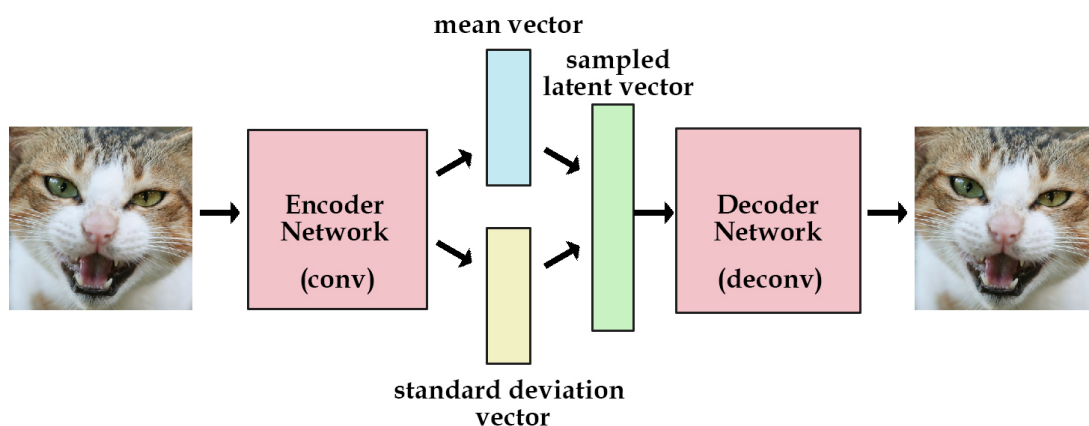 mean vector
sampled
latent vector
Encoder
Network
(conv)
Decoder
Network
(deconv)
standard deviation
vector